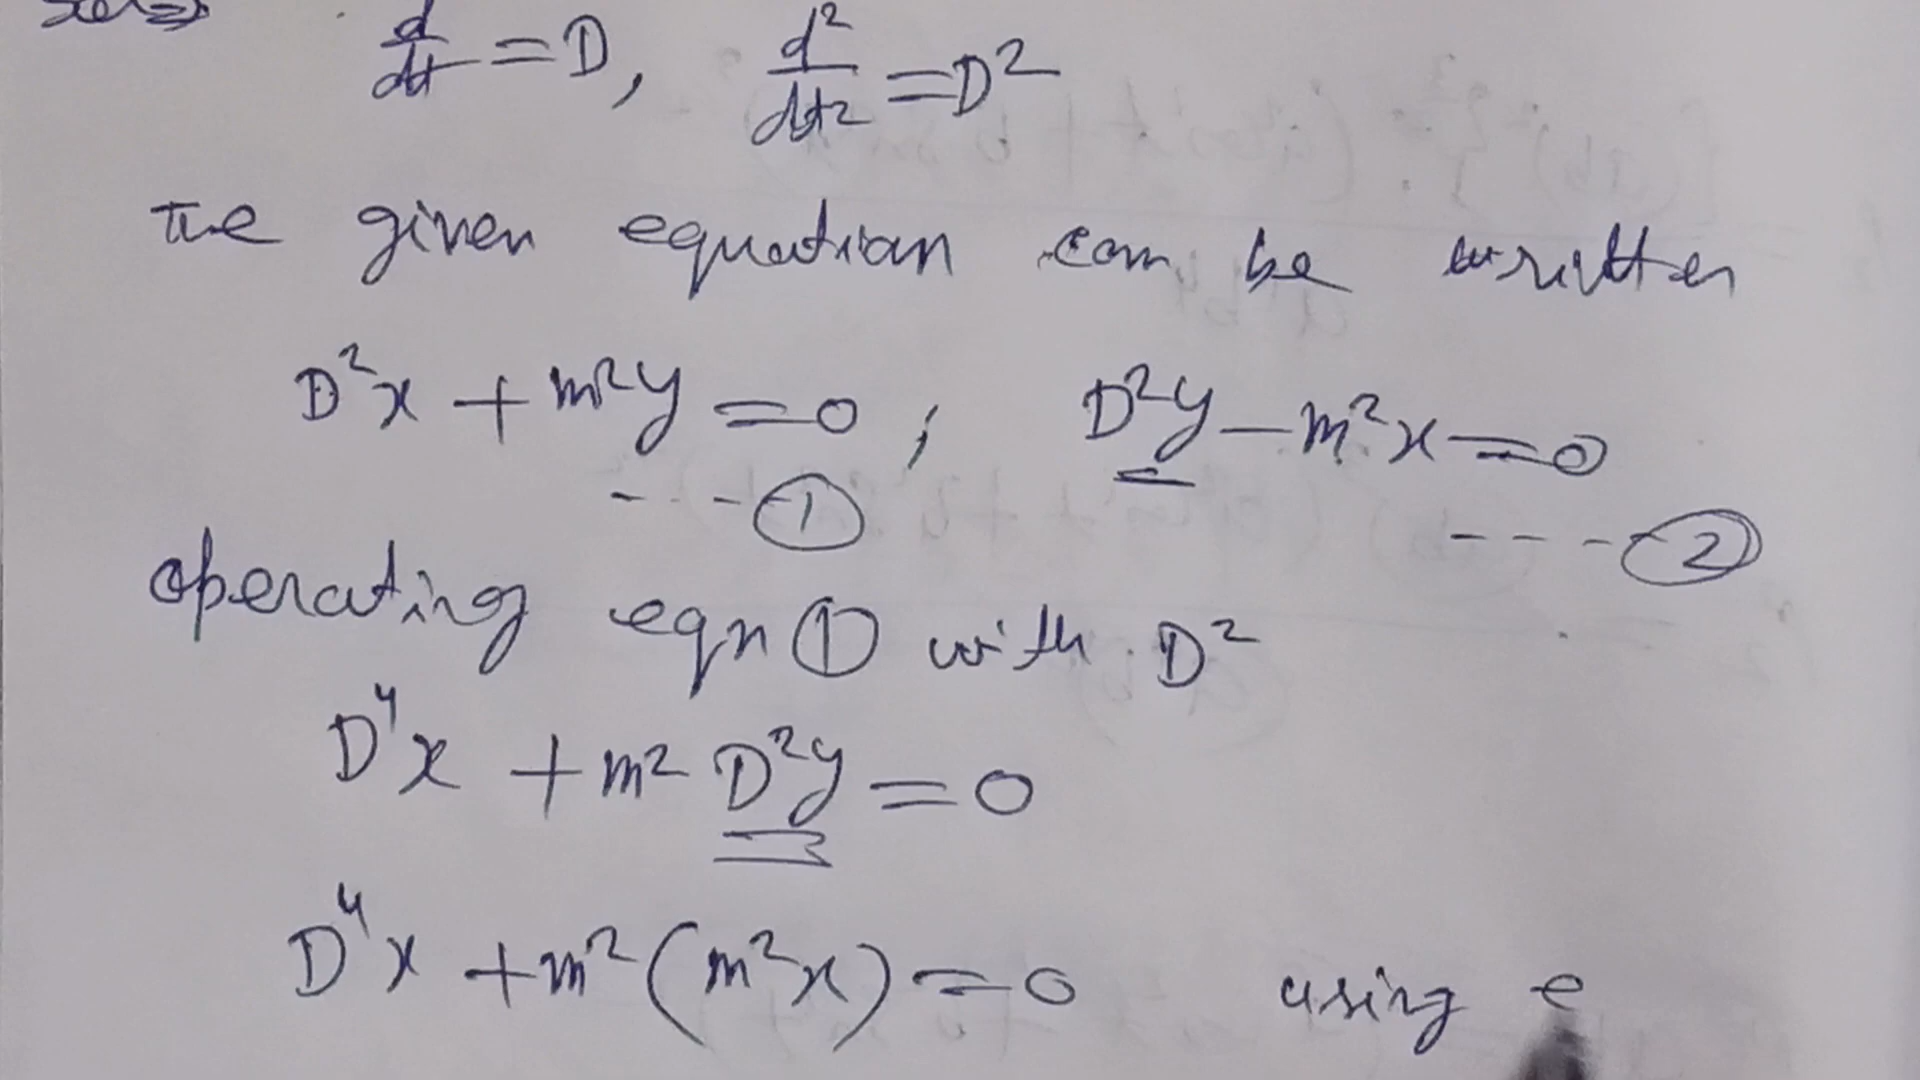 d/dt = D, d²/dt² = D²
The given equation can be written
D²x + m²y = 0 ; D²y - m²x = 0
- - - ① - - - - ②
operating eqn ① with D²
D⁴x + m² D²y = 0
D⁴x + m² (m²x) = 0 using e